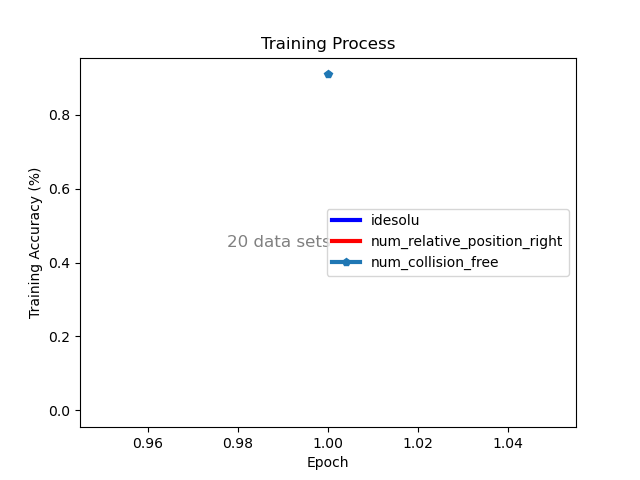 Training Process
Training Accuracy (%)
0.8
0.6
0.4
0.2
0.0
20 data sets
idesolu
num_relative_position_right
num_collision_free
0.96
0.98
1.00
1.02
1.04
Epoch